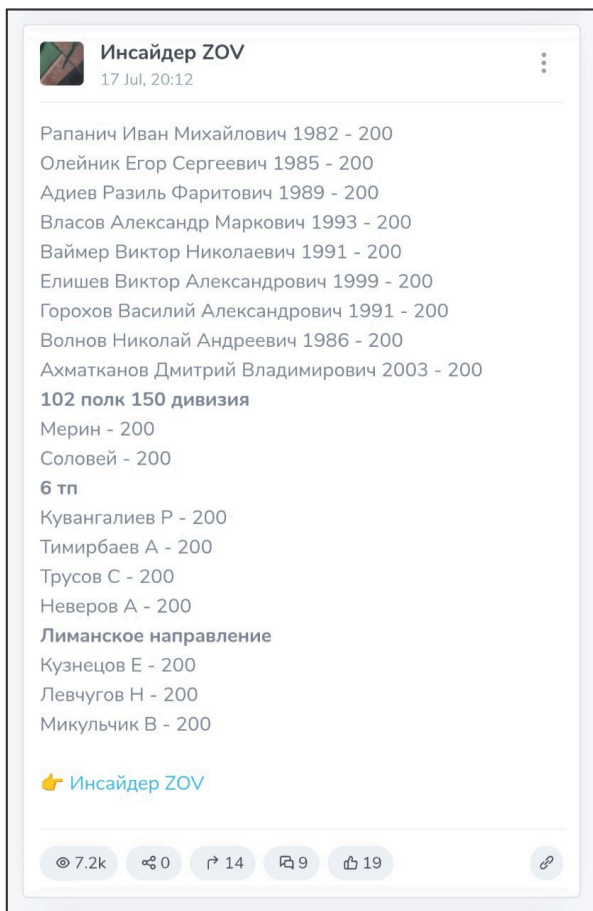 Инсайдер ZOV
17 Jul, 20:12
Рапанич Иван Михайлович 1982 - 200
Олейник Егор Сергеевич 1985 - 200
Адиев Разиль Фаритович 1989 - 200
Власов Александр Маркович 1993 - 200
Ваймер Виктор Николаевич 1991 - 200
Елишев Виктор Александрович 1999 - 200
Горохов Василий Александрович 1991 - 200
Волнов Николай Андреевич 1986 - 200
Ахматканов Дмитрий Владимирович 2003 - 200
102 полк 150 дивизия
Мерин - 200
Соловей - 200
6 тп
Кувангалиев Р - 200
Тимирбаев А - 200
Трусов С - 200
Неверов А - 200
Лиманское направление
Кузнецов Е - 200
Левчугов Н - 200
Микульчик В - 200
👉 Инсайдер ZOV
7.2k 0 14 9 19